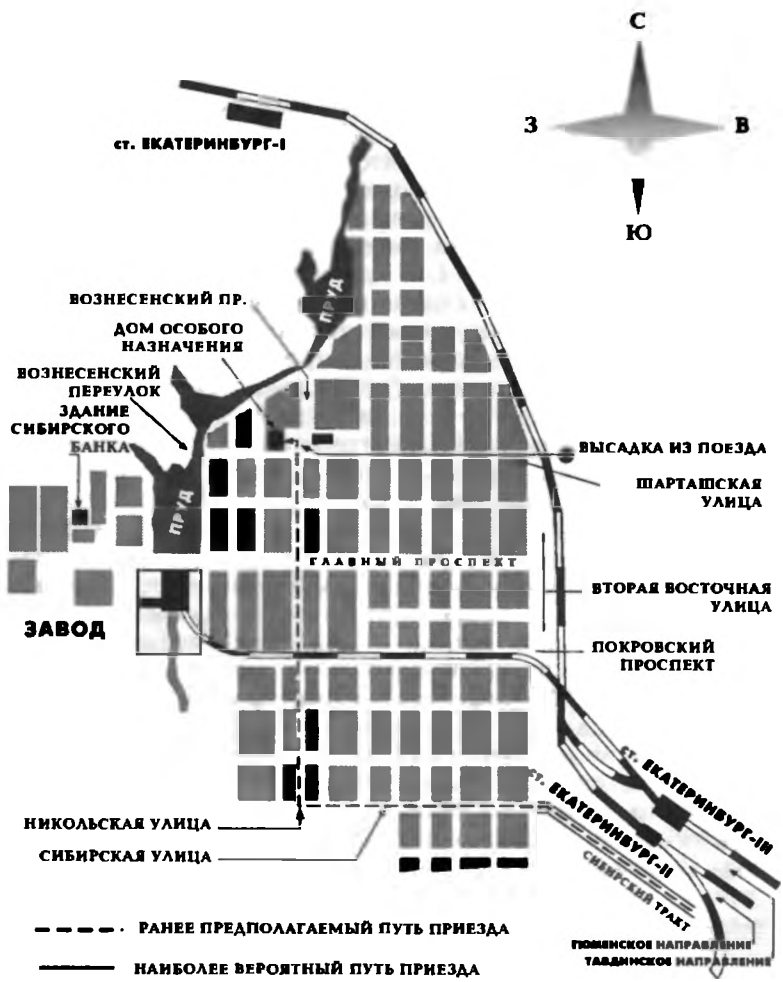 С
З
В
Ю
ст. ЕКАТЕРИНБУРГ-I
ВОЗНЕСЕНСКИЙ ПР.
ПРУД
ДОМ ОСОБОГО
НАЗНАЧЕНИЯ
ВОЗНЕСЕНСКИЙ
ПЕРЕУЛОК
ЗДАНИЕ
СИБИРСКОГО
БАНКА
ВЫСАДКА ИЗ ПОЕЗДА
ШАРТАШСКАЯ
УЛИЦА
ПРУД
ГЛАВНЫЙ ПРОСПЕКТ
ВТОРАЯ ВОСТОЧНАЯ
УЛИЦА
ЗАВОД
ПОКРОВСКИЙ
ПРОСПЕКТ
ст. ЕКАТЕРИНБУРГ-III
ст. ЕКАТЕРИНБУРГ-II
НИКОЛЬСКАЯ УЛИЦА
СИБИРСКАЯ УЛИЦА
СИБИРСКИЙ ТРАКТ
РАНЕЕ ПРЕДПОЛАГАЕМЫЙ ПУТЬ ПРИЕЗДА
ТЮМЕНСКОЕ НАПРАВЛЕНИЕ
ТАВДИНСКОЕ НАПРАВЛЕНИЕ
НАИБОЛЕЕ ВЕРОЯТНЫЙ ПУТЬ ПРИЕЗДА